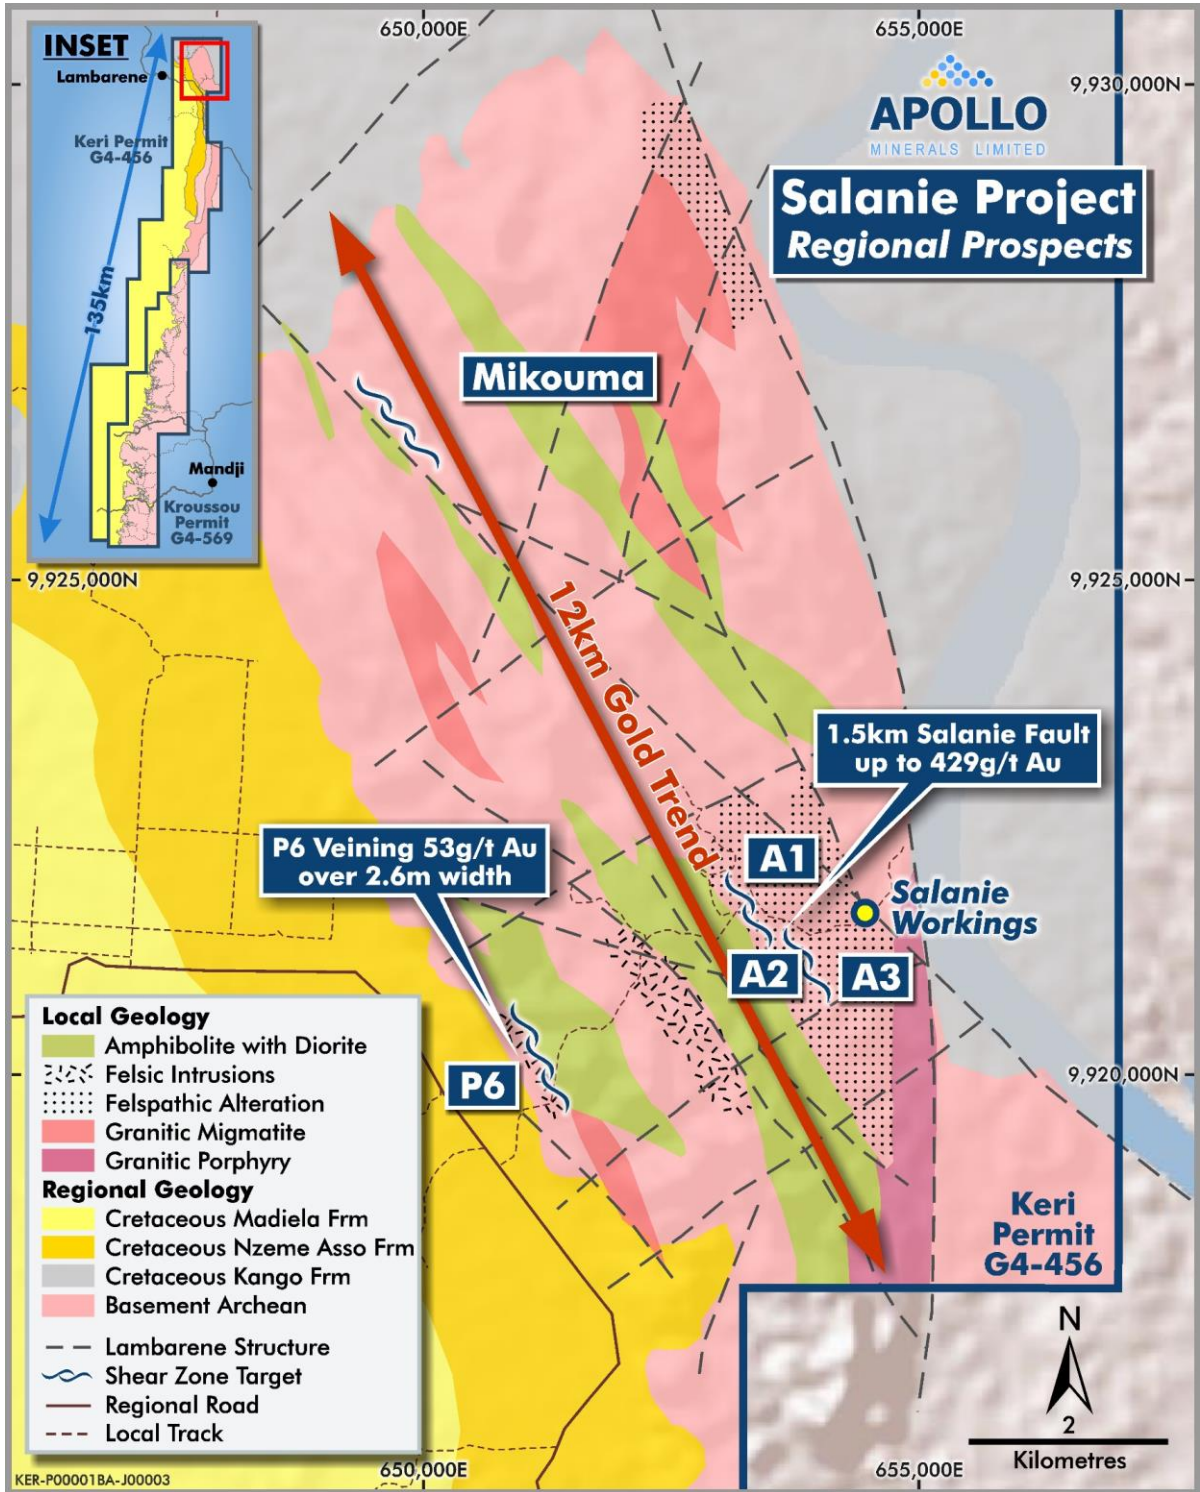 650,000E
655,000E
INSET
Lambarene
Keri Permit
G4-456
135km
Mandji
Kroussou
Permit
G4-569
9,930,000N
APOLLO
MINERALS LIMITED
Salanie Project
Regional Prospects
Mikouma
9,925,000N
9,925,000N
12km Gold Trend
1.5km Salanie Fault
up to 429g/t Au
P6 Veining 53g/t Au
over 2.6m width
A1
Salanie
Workings
A2
A3
P6
9,920,000N
Keri
Permit
G4-456
Local Geology
Amphibolite with Diorite
Felsic Intrusions
Felspathic Alteration
Granitic Migmatite
Granitic Porphyry
Regional Geology
Cretaceous Madiela Frm
Cretaceous Nzeme Asso Frm
Cretaceous Kango Frm
Basement Archean
Lambarene Structure
Shear Zone Target
Regional Road
Local Track
N
2
Kilometres
KER-P00001BA-J00003
650,000E
655,000E